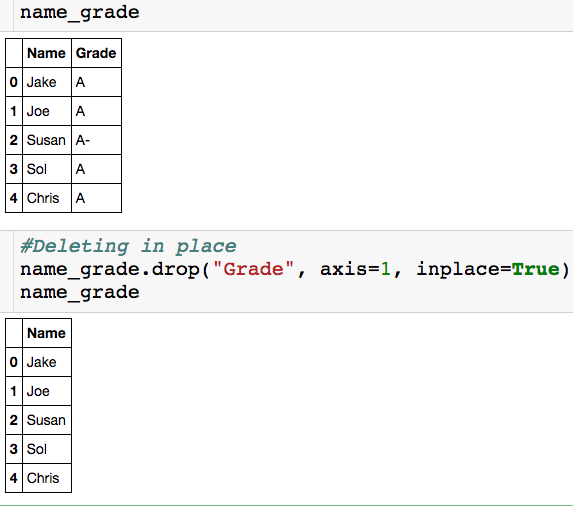 name_grade
Name Grade
0 Jake A
1 Joe A
2 Susan A-
3 Sol A
4 Chris A
#Deleting in place
name_grade.drop("Grade", axis=1, inplace=True)
name_grade
Name
0 Jake
1 Joe
2 Susan
3 Sol
4 Chris